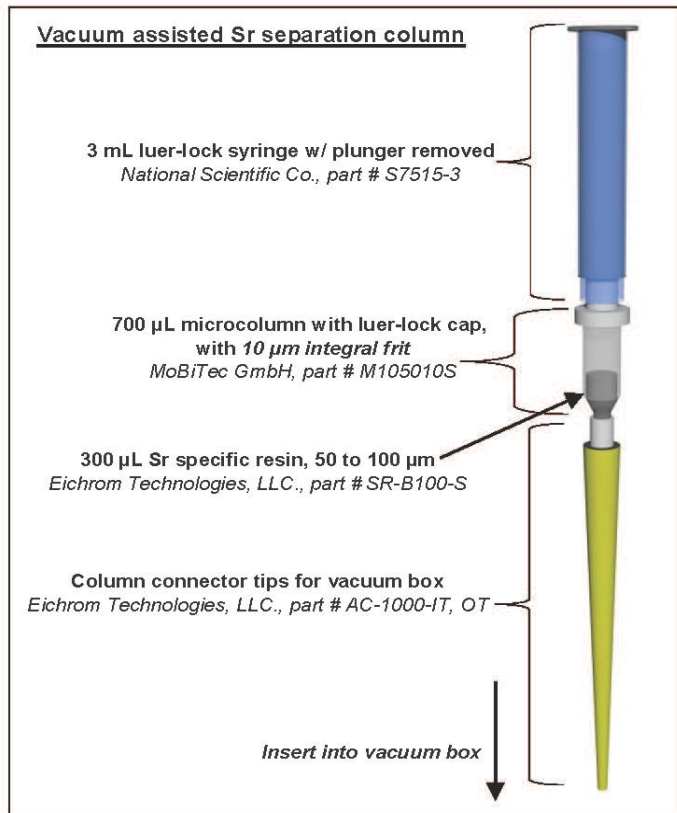 Vacuum assisted Sr separation column
3 mL luer-lock syringe w/ plunger removed
National Scientific Co., part # S7515-3
700 µL microcolumn with luer-lock cap,
with 10 µm integral frit
MoBiTec GmbH, part # M105010S
300 µL Sr specific resin, 50 to 100 µm
Eichrom Technologies, LLC., part # SR-B100-S
Column connector tips for vacuum box
Eichrom Technologies, LLC., part # AC-1000-IT, OT
Insert into vacuum box